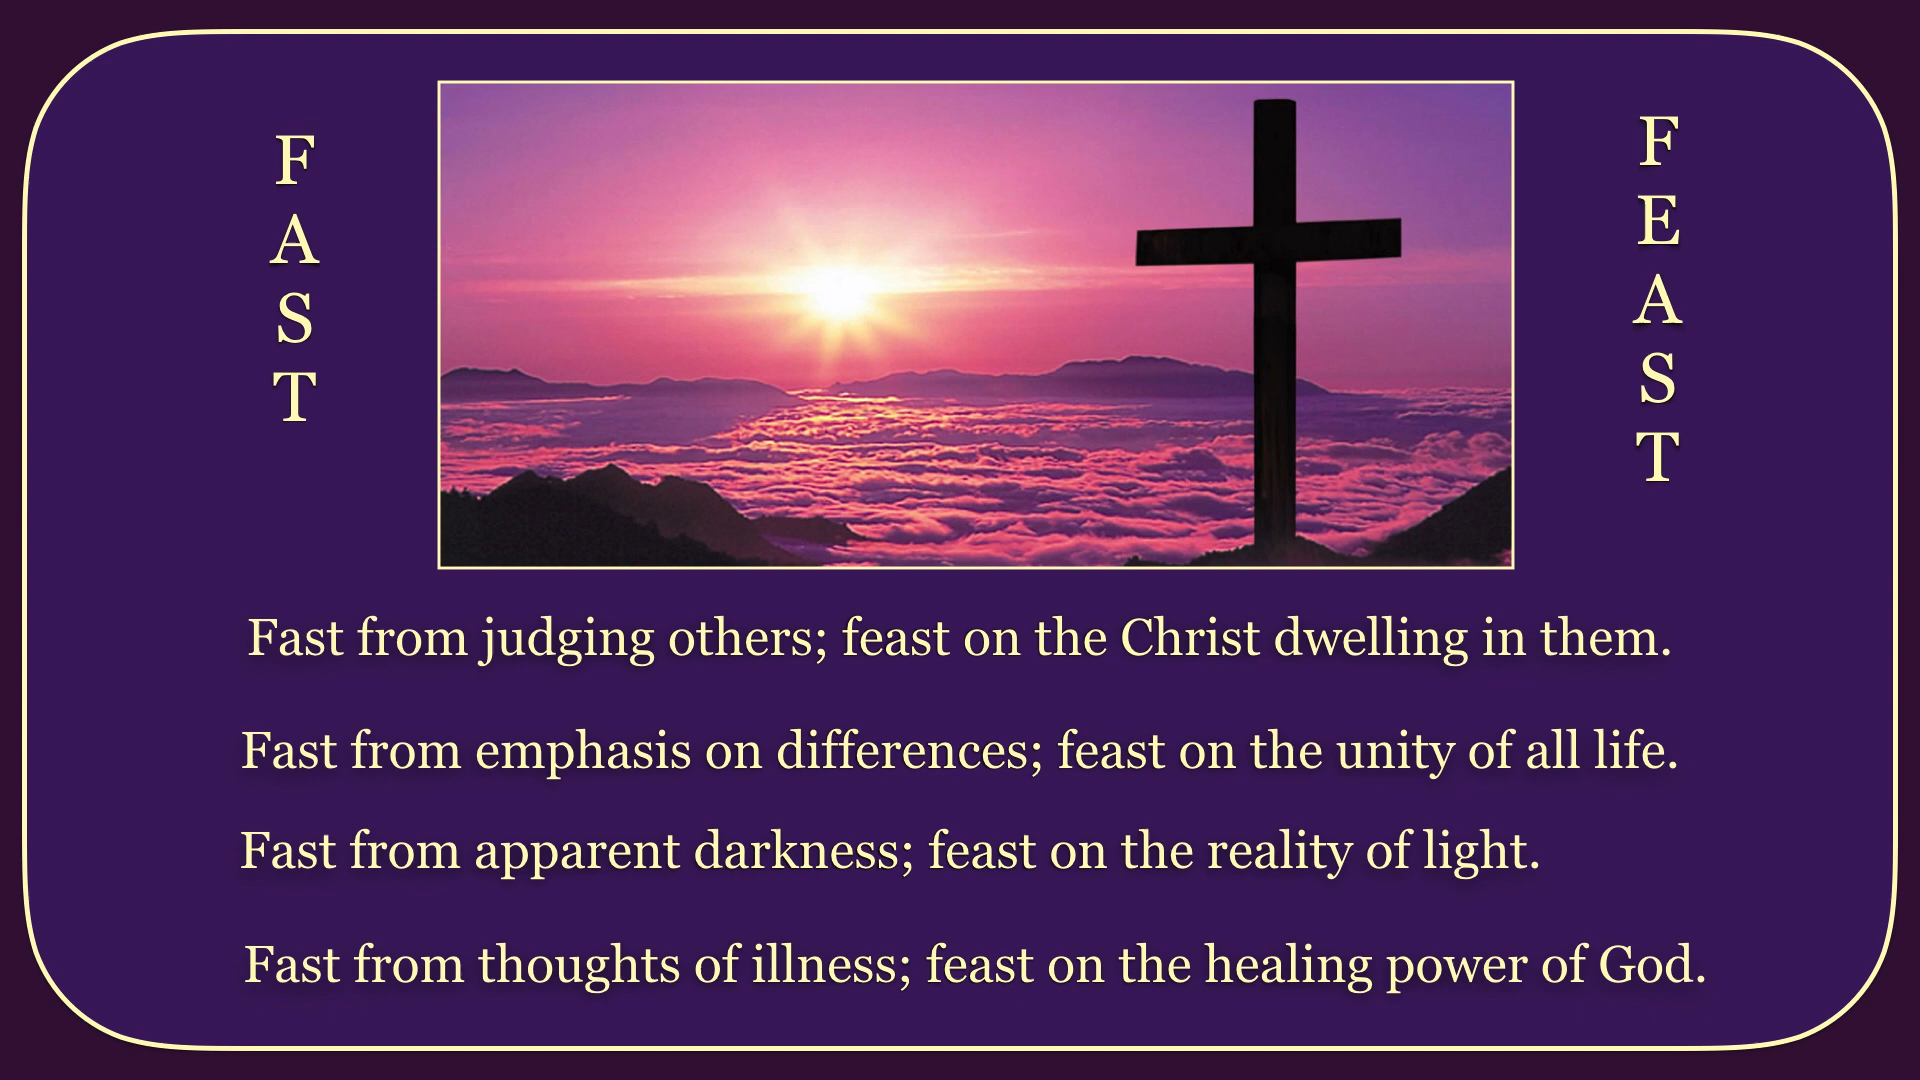 FAST
FEAST
Fast from judging others; feast on the Christ dwelling in them.
Fast from emphasis on differences; feast on the unity of all life.
Fast from apparent darkness; feast on the reality of light.
Fast from thoughts of illness; feast on the healing power of God.